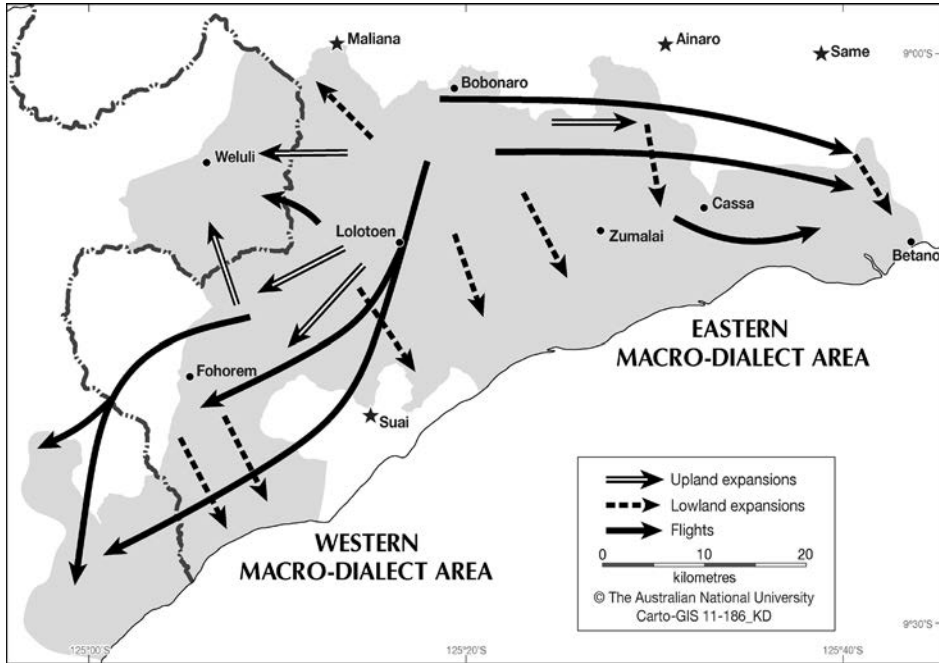 Maliana
Ainaro
Same
9°00'S
Bobonaro
Weluli
Cassa
Lolotoen
Zumalai
Betano
EASTERN
MACRO-DIALECT AREA
Fohorem
Suai
WESTERN
MACRO-DIALECT AREA
Upland expansions
Lowland expansions
Flights
0 10 20
kilometres
© The Australian National University
Carto-GIS 11-186_KD
9°30'S
125°00'S
125°20'S
125°40'S